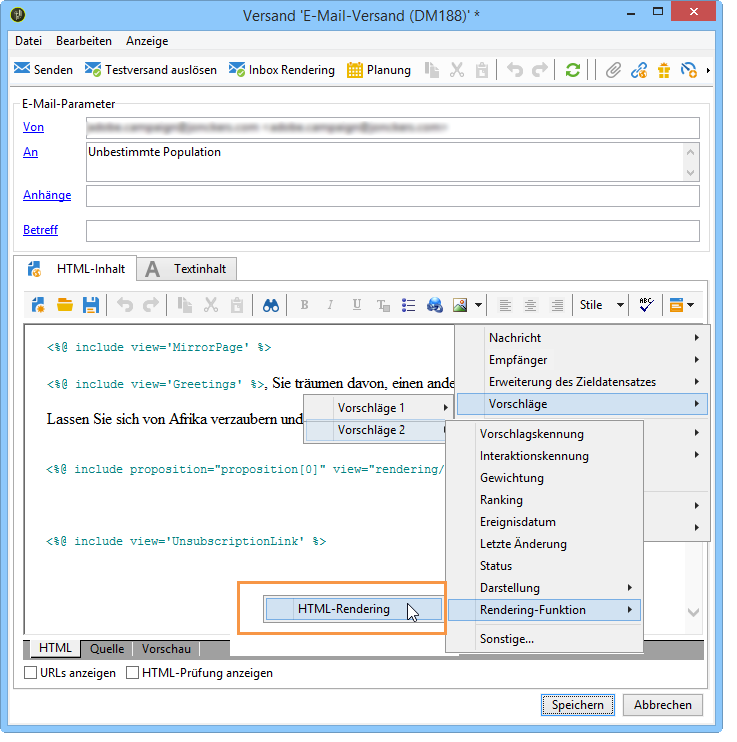 Versand 'E-Mail-Versand (DM188)' *
Datei Bearbeiten Anzeige
Senden Testversand auslösen Inbox Rendering Planung
E-Mail-Parameter
Von
An Unbestimmte Population
Anhänge
Betreff
HTML-Inhalt A Textinhalt
B I U T Stile ABC
<%@ include view='MirrorPage' %>
<%@ include view='Greetings' %>, Sie träumen davon, einen ande
Lassen Sie sich von Afrika verzaubern und
<%@ include proposition="proposition[0]" view="rendering/
<%@ include view='UnsubscriptionLink' %>
Nachricht
Empfänger
Erweiterung des Zieldatensatzes
Vorschläge
Vorschläge 1
Vorschläge 2
Vorschlagskennung
Interaktionskennung
Gewichtung
Ranking
Ereignisdatum
Letzte Änderung
Status
Darstellung
Rendering-Funktion
Sonstige...
HTML-Rendering
HTML Quelle Vorschau
URLs anzeigen HTML-Prüfung anzeigen
Speichern Abbrechen